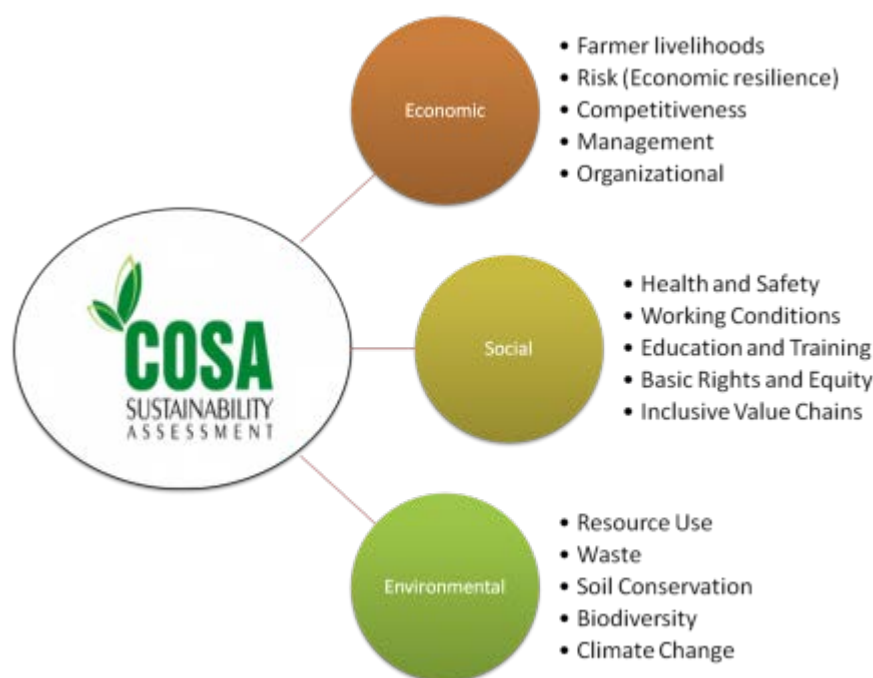 Economic
• Farmer livelihoods
• Risk (Economic resilience)
• Competitiveness
• Management
• Organizational
COSA
SUSTAINABILITY
ASSESSMENT
Social
• Health and Safety
• Working Conditions
• Education and Training
• Basic Rights and Equity
• Inclusive Value Chains
Environmental
• Resource Use
• Waste
• Soil Conservation
• Biodiversity
• Climate Change